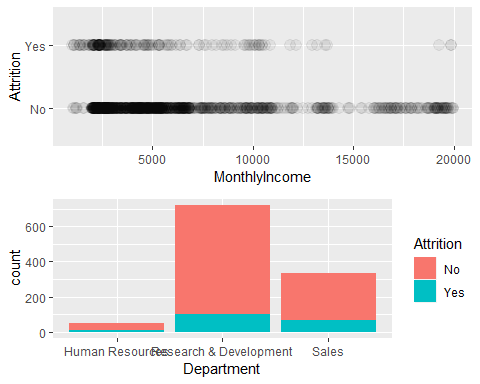 Yes
No
Attrition
5000 10000 15000 20000
MonthlyIncome
600
400
200
0
count
Human Resources Research & Development Sales
Department
Attrition
No
Yes